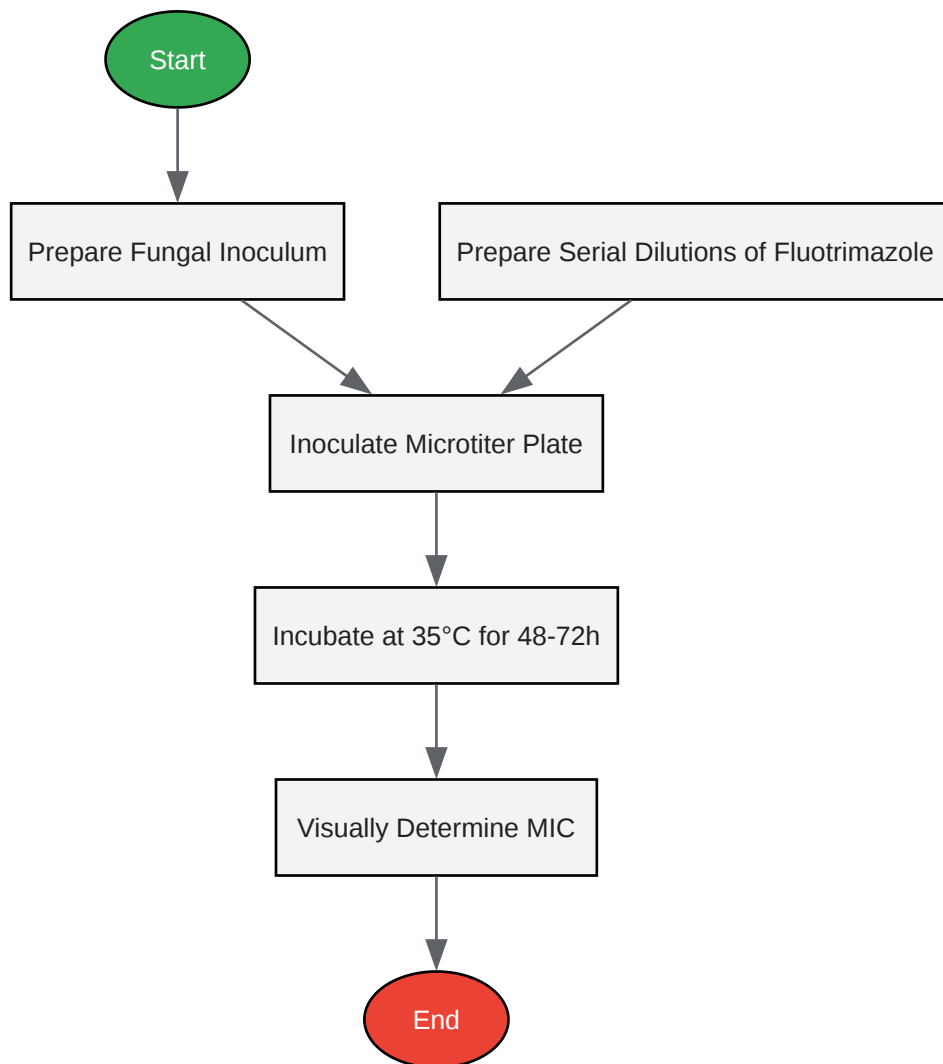 Start
Prepare Fungal Inoculum
Prepare Serial Dilutions of Fluotrimazole
Inoculate Microtiter Plate
Incubate at 35°C for 48-72h
Visually Determine MIC
End